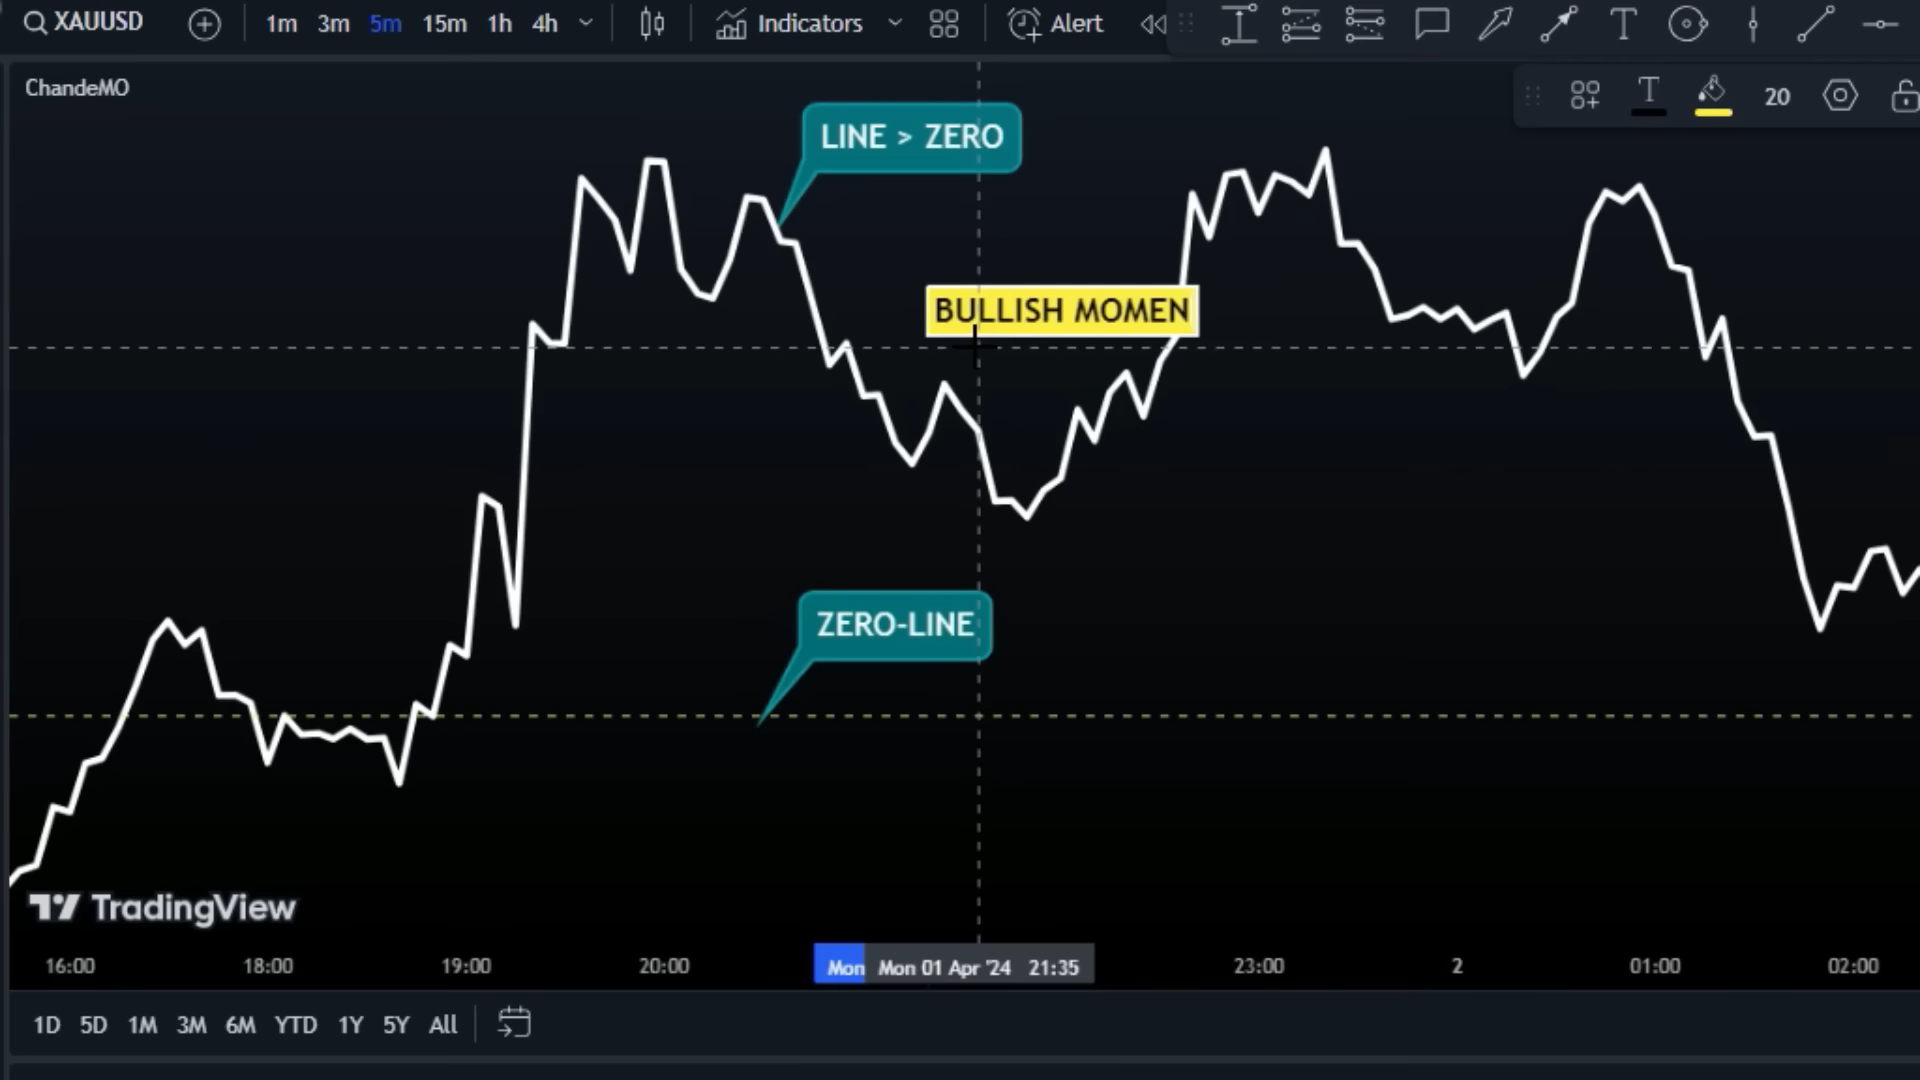 XAUUSD 1m 3m 5m 15m 1h 4h Indicators Alert
ChandeMO
20
LINE > ZERO
BULLISH MOMEN
ZERO-LINE
TradingView
16:00 18:00 19:00 20:00 Mon Mon 01 Apr '24 21:35 23:00 2 01:00 02:00
1D 5D 1M 3M 6M YTD 1Y 5Y All